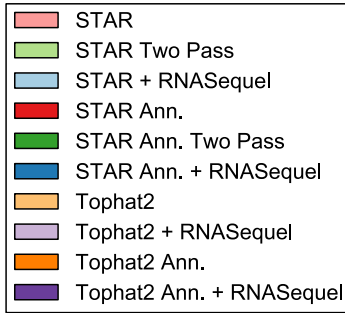 STAR
STAR Two Pass
STAR + RNASequel
STAR Ann.
STAR Ann. Two Pass
STAR Ann. + RNASequel
Tophat2
Tophat2 + RNASequel
Tophat2 Ann.
Tophat2 Ann. + RNASequel